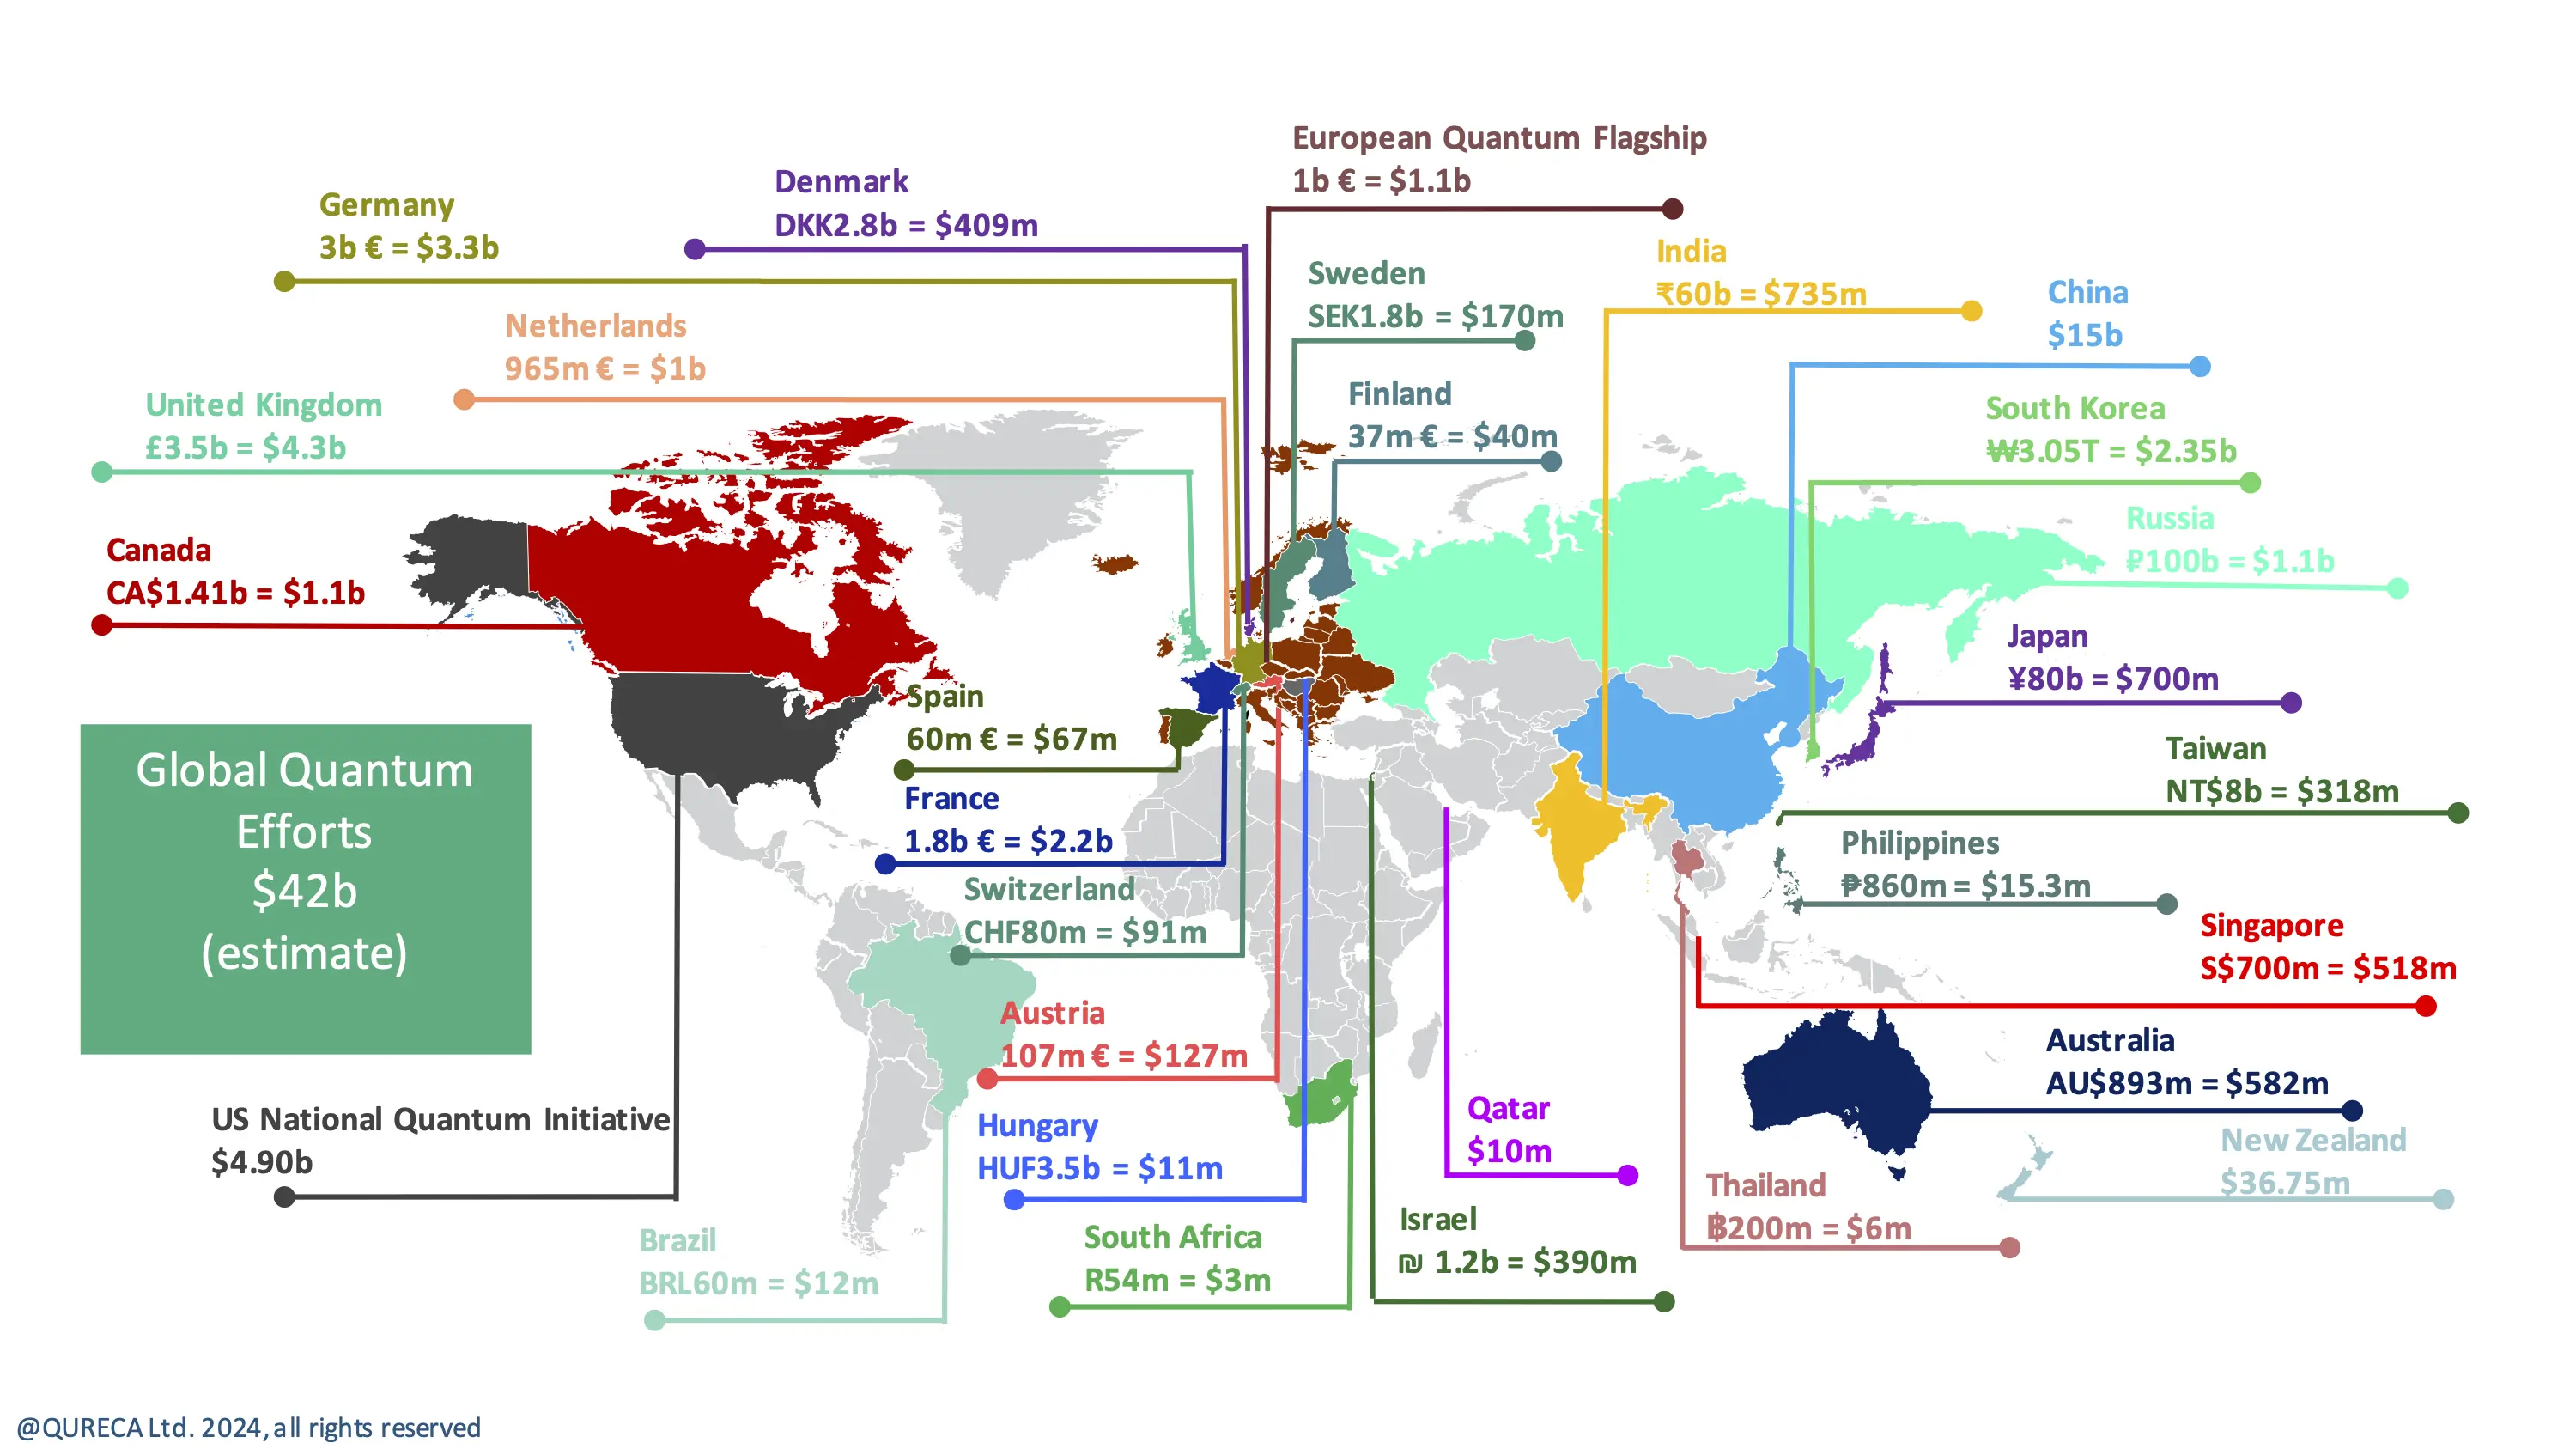 European Quantum Flagship
1b € = $1.1b
Denmark
DKK2.8b = $409m
Germany
3b € = $3.3b
India
₹60b = $735m
Sweden
SEK1.8b = $170m
China
$15b
Netherlands
965m € = $1b
Finland
37m € = $40m
United Kingdom
£3.5b = $4.3b
South Korea
₩3.05T = $2.35b
Russia
₽100b = $1.1b
Canada
CA$1.41b = $1.1b
Japan
¥80b = $700m
Spain
60m € = $67m
Taiwan
NT$8b = $318m
Global Quantum
Efforts
$42b
(estimate)
France
1.8b € = $2.2b
Philippines
₱860m = $15.3m
Switzerland
CHF80m = $91m
Singapore
S$700m = $518m
Austria
107m € = $127m
Australia
AU$893m = $582m
US National Quantum Initiative
$4.90b
Hungary
HUF3.5b = $11m
Qatar
$10m
New Zealand
$36.75m
Thailand
฿200m = $6m
Israel
₪ 1.2b = $390m
South Africa
R54m = $3m
Brazil
BRL60m = $12m
@QURECA Ltd. 2024, all rights reserved